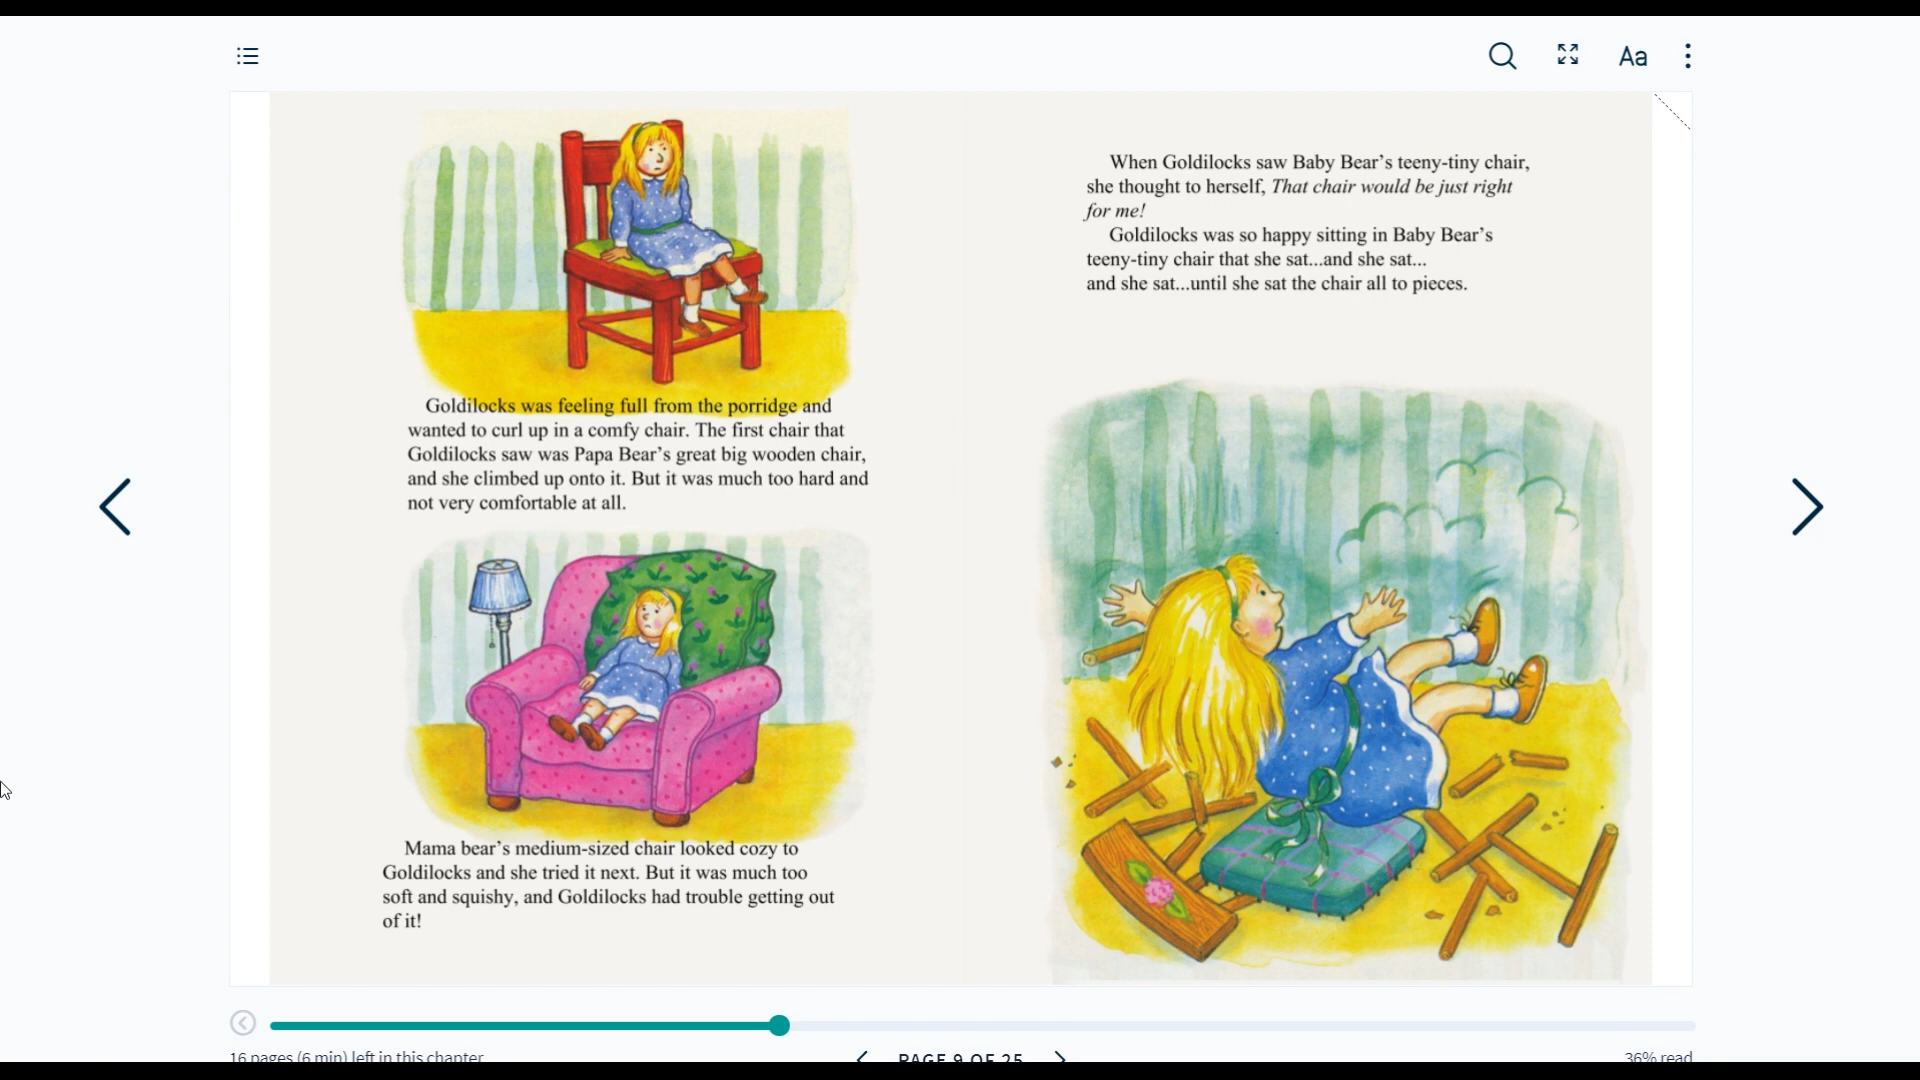 Aa
Goldilocks was feeling full from the porridge and
wanted to curl up in a comfy chair. The first chair that
Goldilocks saw was Papa Bear’s great big wooden chair,
and she climbed up onto it. But it was much too hard and
not very comfortable at all.
Mama bear’s medium-sized chair looked cozy to
Goldilocks and she tried it next. But it was much too
soft and squishy, and Goldilocks had trouble getting out
of it!
When Goldilocks saw Baby Bear’s teeny-tiny chair,
she thought to herself, That chair would be just right
for me!
Goldilocks was so happy sitting in Baby Bear’s
teeny-tiny chair that she sat...and she sat...
and she sat...until she sat the chair all to pieces.
16 pages (6 min) left in this chapter
PAGE 9 OF 25
36% read